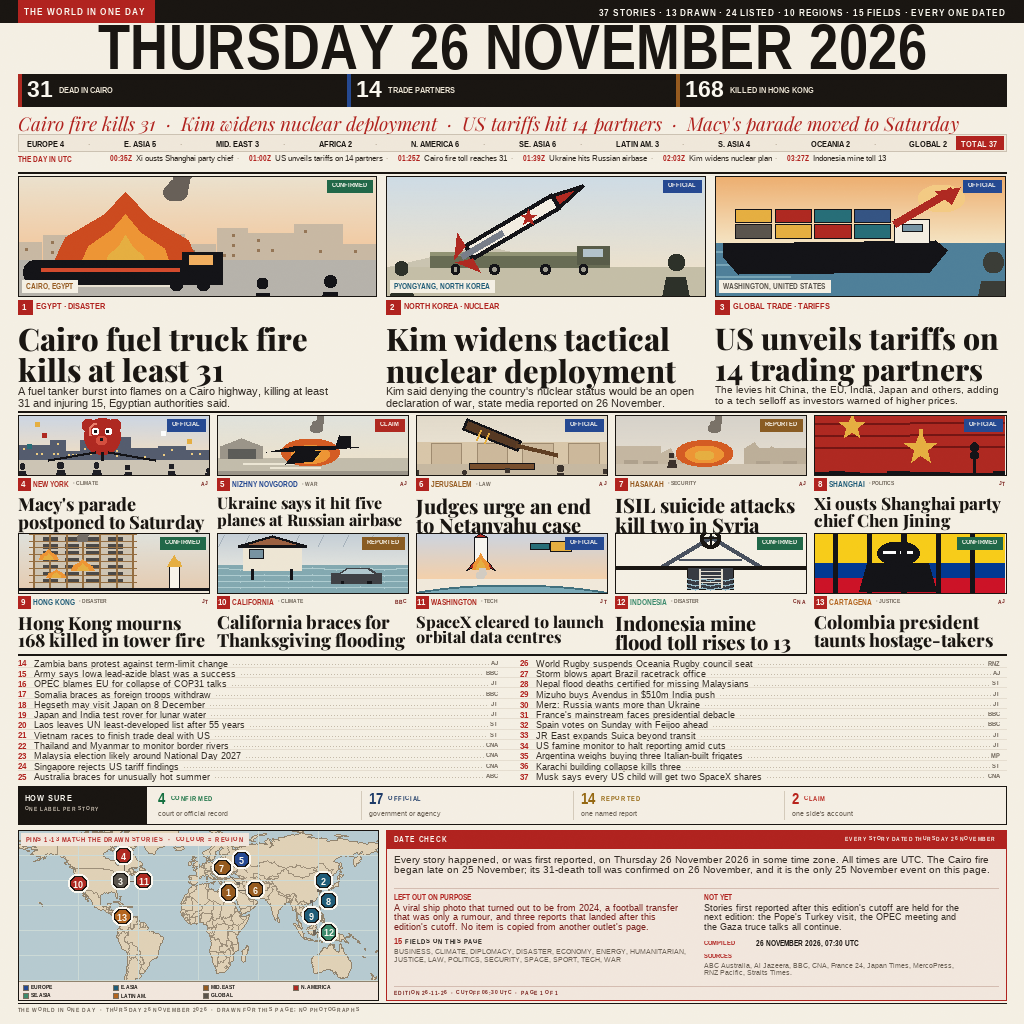 THE WORLD IN ONE DAY
37 STORIES · 13 DRAWN · 24 LISTED · 10 REGIONS · 15 FIELDS · EVERY ONE DATED
THURSDAY 26 NOVEMBER 2026
31 DEAD IN CAIRO
14 TRADE PARTNERS
168 KILLED IN HONG KONG
Cairo fire kills 31 · Kim widens nuclear deployment · US tariffs hit 14 partners · Macy's parade moved to Saturday
EUROPE 4 · E. ASIA 5 · MID. EAST 3 · AFRICA 2 · N. AMERICA 6 · SE. ASIA 6 · LATIN AM. 3 · S. ASIA 4 · OCEANIA 2 · GLOBAL 2 TOTAL 37
THE DAY IN UTC 00:35Z Xi ousts Shanghai party chief · 01:00Z US unveils tariffs on 14 partners · 01:25Z Cairo fire toll reaches 31 · 01:39Z Ukraine hits Russian airbase · 02:03Z Kim widens nuclear plan · 03:27Z Indonesia mine toll 13
CONFIRMED
CAIRO, EGYPT
1 EGYPT · DISASTER
Cairo fuel truck fire
kills at least 31
A fuel tanker burst into flames on a Cairo highway, killing at least
31 and injuring 15, Egyptian authorities said.
OFFICIAL
PYONGYANG, NORTH KOREA
2 NORTH KOREA · NUCLEAR
Kim widens tactical
nuclear deployment
Kim said denying the country's nuclear status would be an open
declaration of war, state media reported on 26 November.
OFFICIAL
WASHINGTON, UNITED STATES
3 GLOBAL TRADE · TARIFFS
US unveils tariffs on
14 trading partners
The levies hit China, the EU, India, Japan and others, adding
to a tech selloff as investors warned of higher prices.
OFFICIAL
4 NEW YORK · CLIMATE AJ
Macy's parade
postponed to Saturday
CLAIM
5 NIZHNY NOVGOROD · WAR AJ
Ukraine says it hit five
planes at Russian airbase
OFFICIAL
6 JERUSALEM · LAW AJ
Judges urge an end
to Netanyahu case
REPORTED
7 HASAKAH · SECURITY AJ
ISIL suicide attacks
kill two in Syria
OFFICIAL
8 SHANGHAI · POLITICS JT
Xi ousts Shanghai party
chief Chen Jining
CONFIRMED
9 HONG KONG · DISASTER JT
Hong Kong mourns
168 killed in tower fire
REPORTED
10 CALIFORNIA · CLIMATE BBC
California braces for
Thanksgiving flooding
OFFICIAL
11 WASHINGTON · TECH JT
SpaceX cleared to launch
orbital data centres
CONFIRMED
12 INDONESIA · DISASTER CNA
Indonesia mine
flood toll rises to 13
CONFIRMED
13 CARTAGENA · JUSTICE AJ
Colombia president
taunts hostage-takers
14 Zambia bans protest against term-limit change AJ
15 Army says Iowa lead-azide blast was a success BBC
16 OPEC blames EU for collapse of COP31 talks JT
17 Somalia braces as foreign troops withdraw BBC
18 Hegseth may visit Japan on 8 December JT
19 Japan and India test rover for lunar water JT
20 Laos leaves UN least-developed list after 55 years ST
21 Vietnam races to finish trade deal with US ST
22 Thailand and Myanmar to monitor border rivers CNA
23 Malaysia election likely around National Day 2027 CNA
24 Singapore rejects US tariff findings CNA
25 Australia braces for unusually hot summer ABC
26 World Rugby suspends Oceania Rugby council seat RNZ
27 Storm blows apart Brazil racetrack office AJ
28 Nepal flood deaths certified for missing Malaysians ST
29 Mizuho buys Avendus in $510m India push JT
30 Merz: Russia wants more than Ukraine JT
31 France's mainstream faces presidential debacle BBC
32 Spain votes on Sunday with Feijoo ahead BBC
33 JR East expands Suica beyond transit JT
34 US famine monitor to halt reporting amid cuts JT
35 Argentina weighs buying three Italian-built frigates MP
36 Karachi building collapse kills three ST
37 Musk says every US child will get two SpaceX shares CNA
HOW SURE
ONE LABEL PER STORY
4 CONFIRMED
court or official record
17 OFFICIAL
government or agency
14 REPORTED
one named report
2 CLAIM
one side's account
PINS 1-13 MATCH THE DRAWN STORIES · COLOUR = REGION
4
5
7
10
3
11
1
6
2
8
9
13
12
EUROPE
E. ASIA
MID. EAST
N. AMERICA
SE. ASIA
LATIN AM.
GLOBAL
DATE CHECK
EVERY STORY DATED THURSDAY 26 NOVEMBER
Every story happened, or was first reported, on Thursday 26 November 2026 in some time zone. All times are UTC. The Cairo fire
began late on 25 November; its 31-death toll was confirmed on 26 November, and it is the only 25 November event on this page.
LEFT OUT ON PURPOSE
A viral ship photo that turned out to be from 2024, a football transfer
that was only a rumour, and three reports that landed after this
edition's cutoff. No item is copied from another outlet's page.
15 FIELDS ON THIS PAGE
BUSINESS, CLIMATE, DIPLOMACY, DISASTER, ECONOMY, ENERGY, HUMANITARIAN,
JUSTICE, LAW, POLITICS, SECURITY, SPACE, SPORT, TECH, WAR
NOT YET
Stories first reported after this edition's cutoff are held for the
next edition: the Pope's Turkey visit, the OPEC meeting and
the Gaza truce talks all continue.
COMPILED 26 NOVEMBER 2026, 07:30 UTC
SOURCES
ABC Australia, Al Jazeera, BBC, CNA, France 24, Japan Times, MercoPress,
RNZ Pacific, Straits Times.
EDITION 26-11-26 · CUTOFF 06:30 UTC · PAGE 1 OF 1
THE WORLD IN ONE DAY · THURSDAY 26 NOVEMBER 2026 · DRAWN FOR THIS PAGE: NO PHOTOGRAPHS